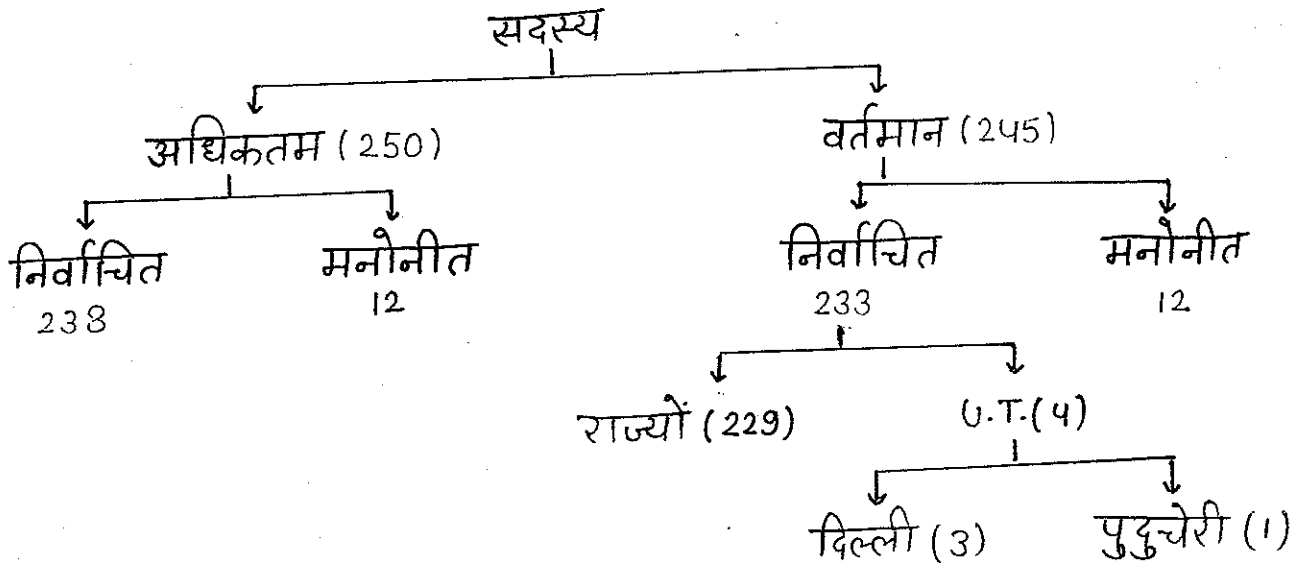 सदस्य
अधिकतम (250) वर्तमान (245)
निर्वाचित मनोनीत निर्वाचित मनोनीत
238 12 233 12
राज्यों (229) U.T.(4)
दिल्ली (3) पुदुचेरी (1)